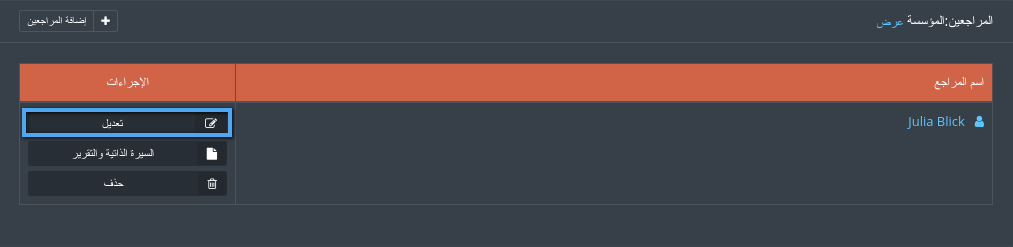 المراجعين:المؤسسة عرض
إضافة المراجعين
اسم المراجع
الإجراءات
Julia Blick
تعديل
السيرة الذاتية والتقرير
حذف